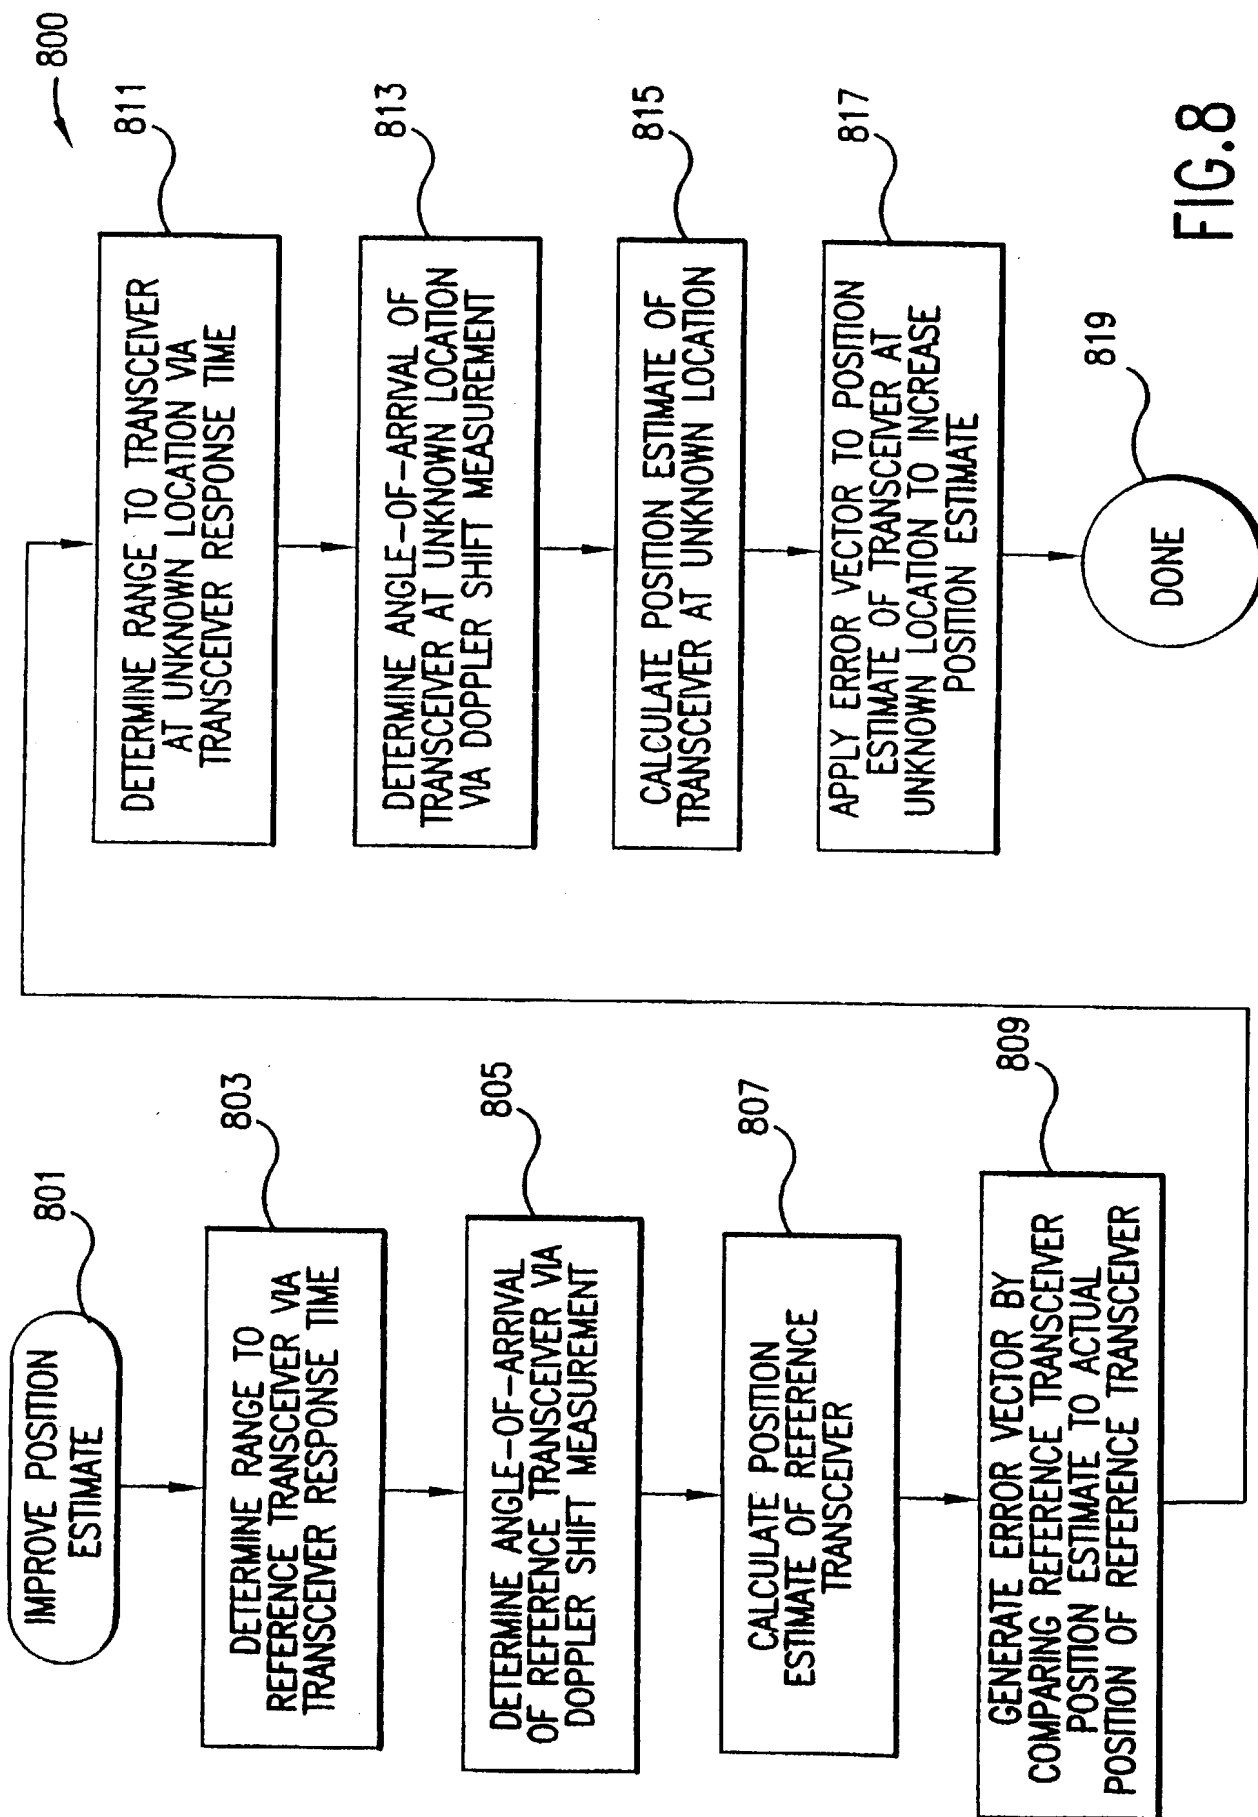 800
IMPROVE POSITION
ESTIMATE
801
DETERMINE RANGE TO
REFERENCE TRANSCEIVER VIA
TRANSCEIVER RESPONSE TIME
803
DETERMINE ANGLE-OF-ARRIVAL
OF REFERENCE TRANSCEIVER VIA
DOPPLER SHIFT MEASUREMENT
805
CALCULATE POSITION
ESTIMATE OF REFERENCE
TRANSCEIVER
807
GENERATE ERROR VECTOR BY
COMPARING REFERENCE TRANSCEIVER
POSITION ESTIMATE TO ACTUAL
POSITION OF REFERENCE TRANSCEIVER
809
DETERMINE RANGE TO TRANSCEIVER
AT UNKNOWN LOCATION VIA
TRANSCEIVER RESPONSE TIME
811
DETERMINE ANGLE-OF-ARRIVAL OF
TRANSCEIVER AT UNKNOWN LOCATION
VIA DOPPLER SHIFT MEASUREMENT
813
CALCULATE POSITION ESTIMATE OF
TRANSCEIVER AT UNKNOWN LOCATION
815
APPLY ERROR VECTOR TO POSITION
ESTIMATE OF TRANSCEIVER AT
UNKNOWN LOCATION TO INCREASE
POSITION ESTIMATE
817
DONE
819
FIG.8